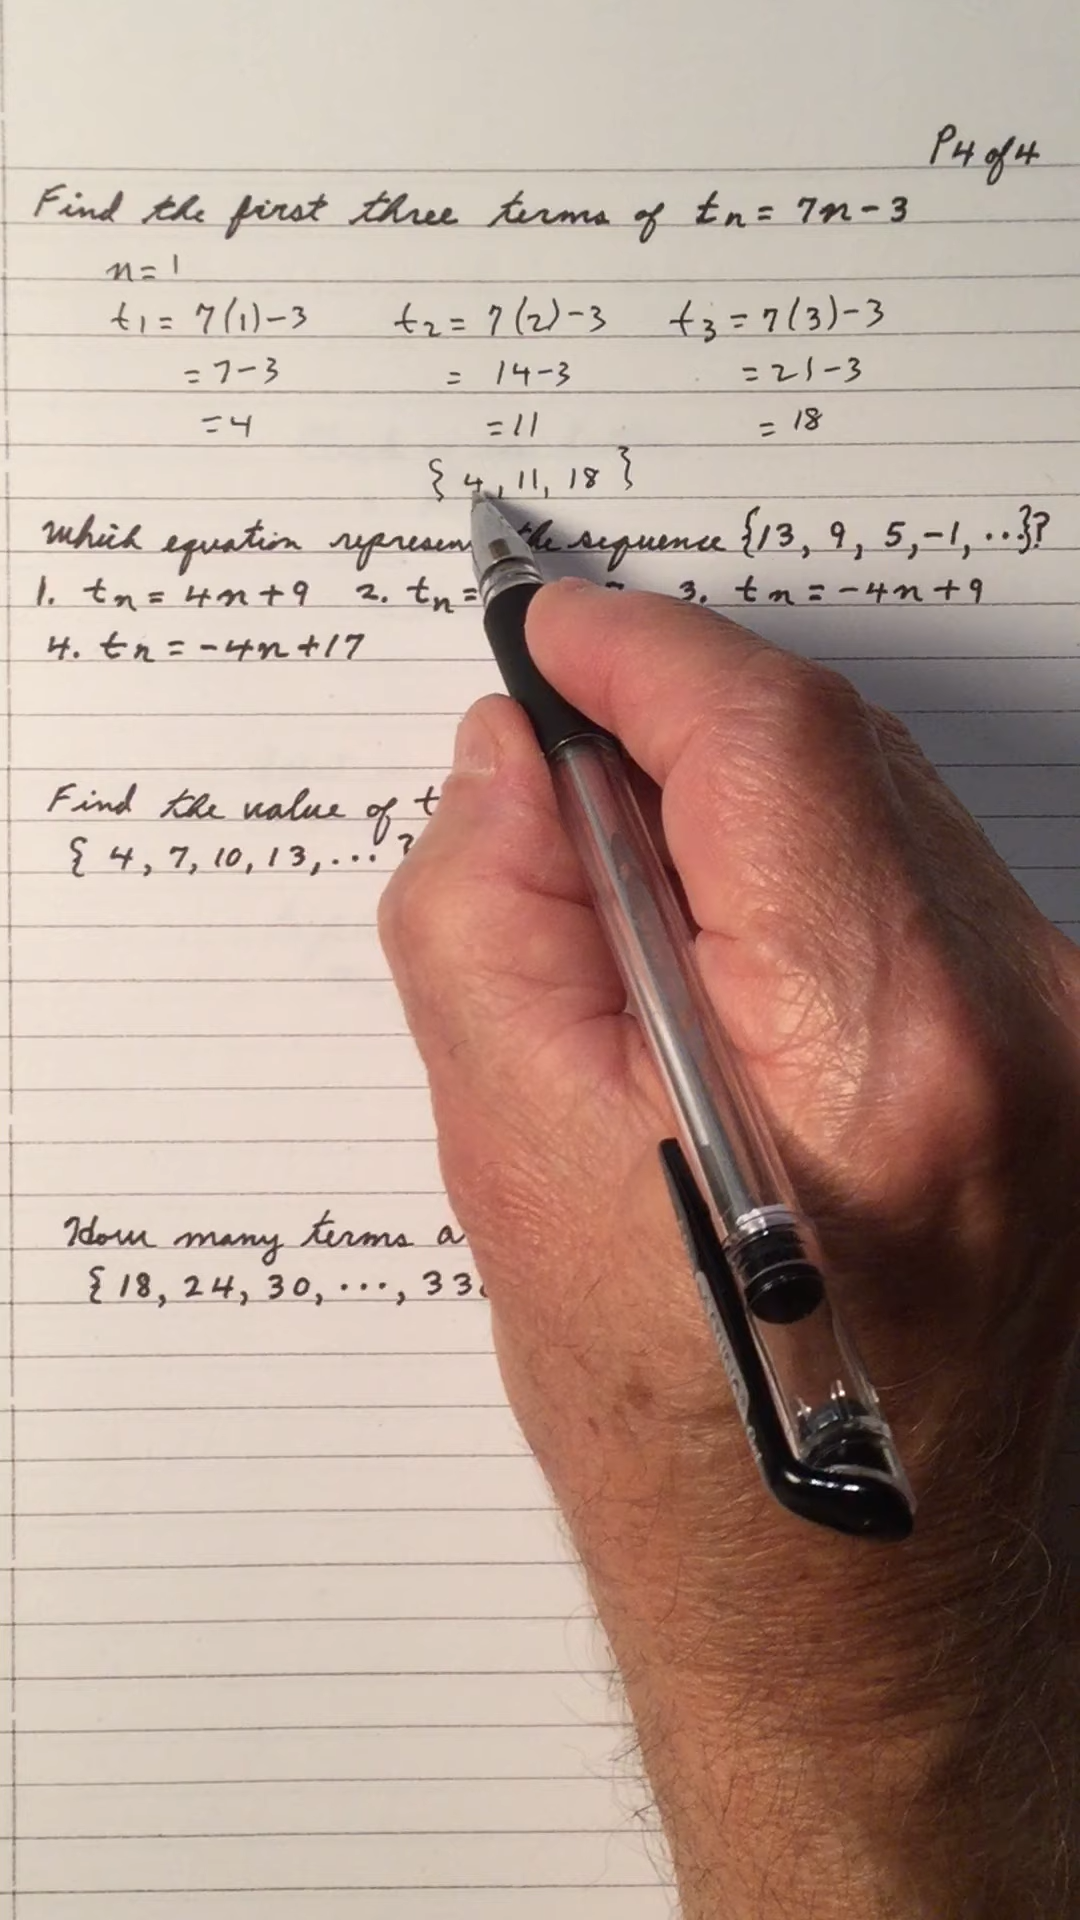 P4 of 4
Find the first three terms of tn = 7n - 3
n = 1
t1 = 7(1)-3 t2 = 7(2)-3 t3 = 7(3)-3
= 7-3 = 14-3 = 21-3
= 4 = 11 = 18
{ 4, 11, 18 }
Which equation the sequence {13, 9, 5, -1, ...}?
1. tn = 4n+9 2. tn = 3. tn = -4n+9
4. tn = -4n+17
Find the value of t
{ 4, 7, 10, 13, ...
How many terms
{ 18, 24, 30, ..., 33